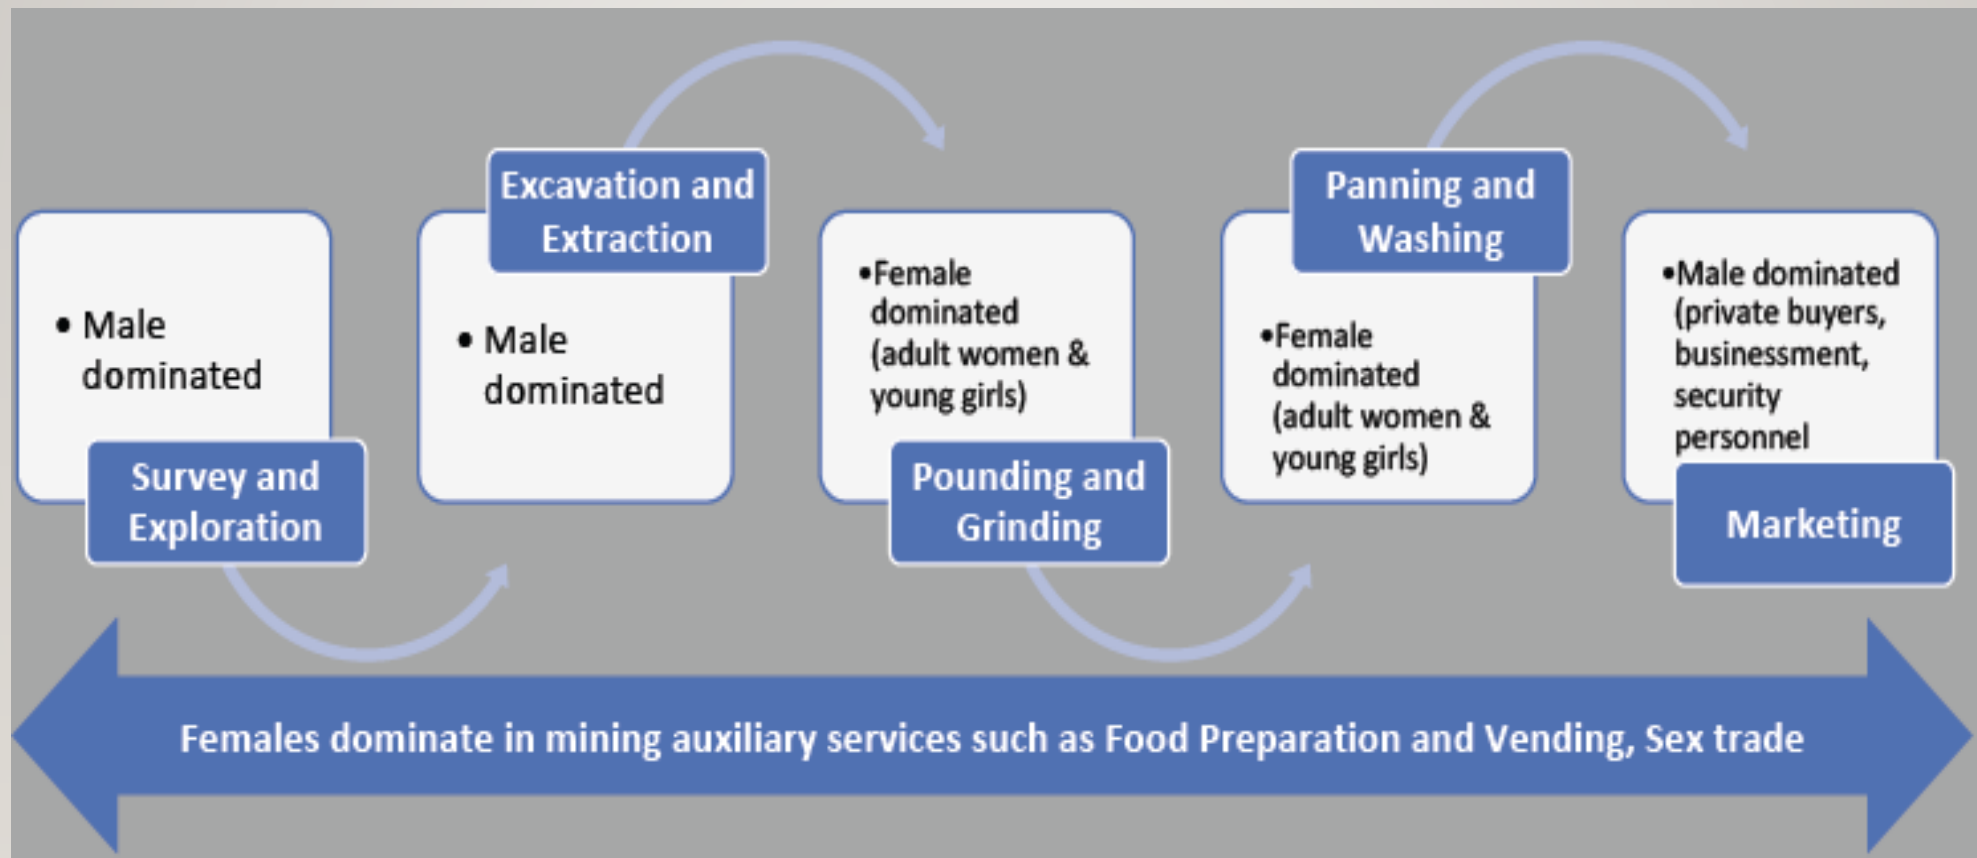 • Male
dominated
Survey and
Exploration
Excavation and
Extraction
• Male
dominated
•Female
dominated
(adult women &
young girls)
Pounding and
Grinding
Panning and
Washing
•Female
dominated
(adult women &
young girls)
•Male dominated
(private buyers,
businessment,
security
personnel
Marketing
Females dominate in mining auxiliary services such as Food Preparation and Vending, Sex trade